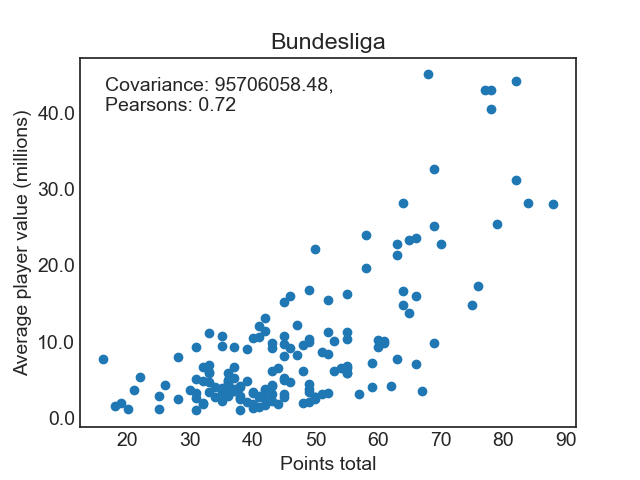 Bundesliga
Covariance: 95706058.48,
Pearsons: 0.72
Average player value (millions)
40.0
30.0
20.0
10.0
0.0
20 30 40 50 60 70 80 90
Points total